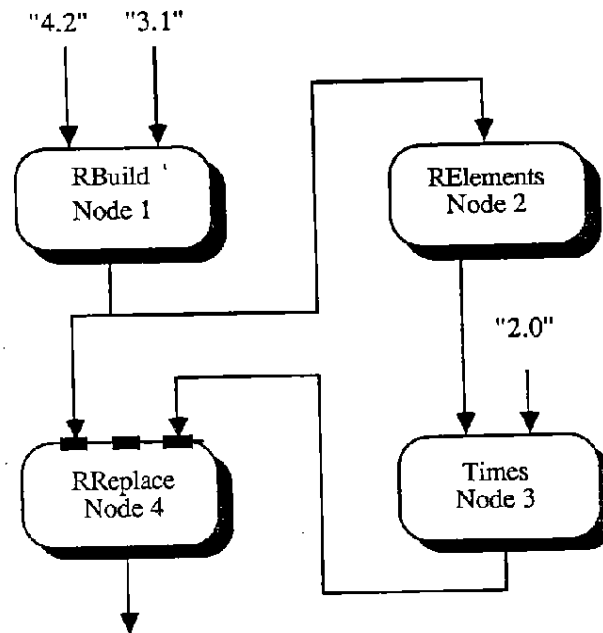 "4.2" "3.1"
RBuild
Node 1
RElements
Node 2
"2.0"
RReplace
Node 4
Times
Node 3